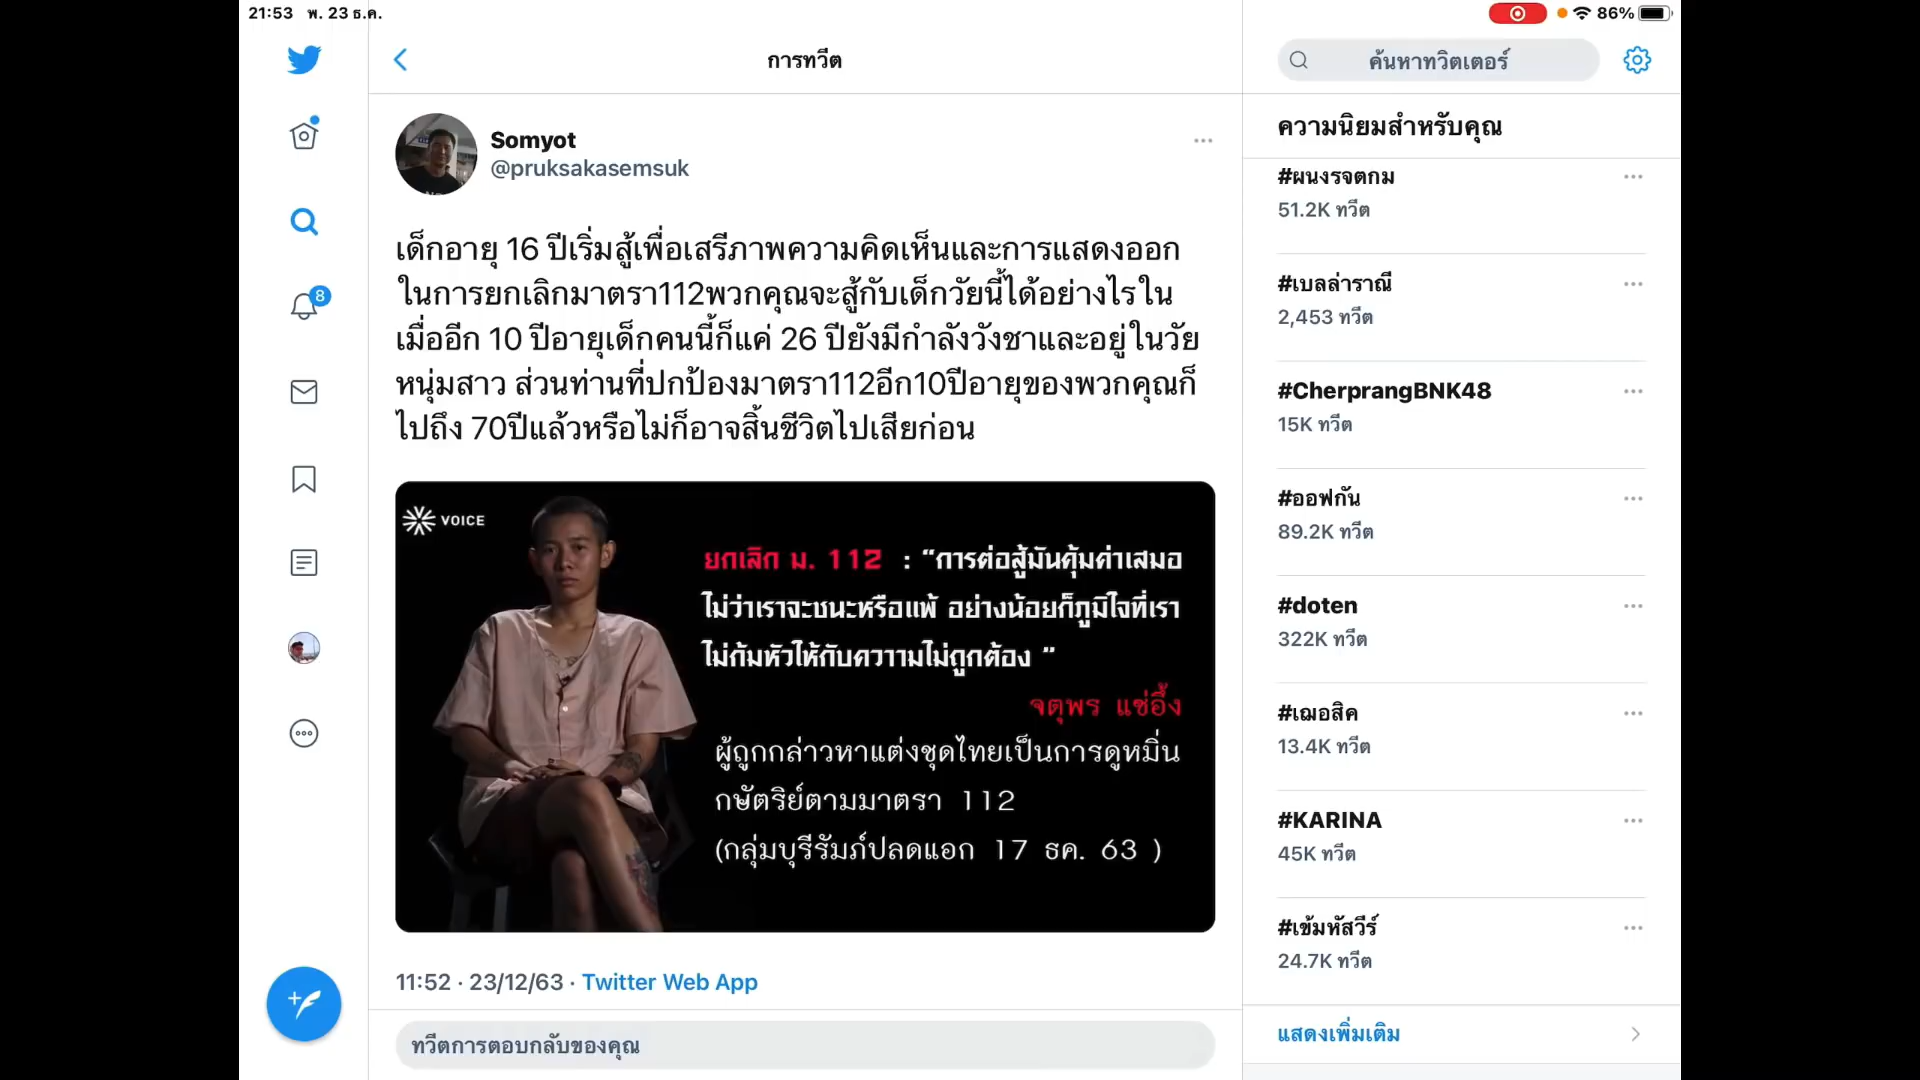 21:53 พ. 23 ธ.ค.
86%
การทวีต
ค้นหาทวิตเตอร์
Somyot
@pruksakasemsuk
8
เด็กอายุ 16 ปีเริ่มสู้เพื่อเสรีภาพความคิดเห็นและการแสดงออก
ในการยกเลิกมาตรา112พวกคุณจะสู้กับเด็กวัยนี้ได้อย่างไรใน
เมื่ออีก 10 ปีอายุเด็กคนนี้ก็แค่ 26 ปียังมีกำลังวังชาและอยู่ในวัย
หนุ่มสาว ส่วนท่านที่ปกป้องมาตรา112อีก10ปีอายุของพวกคุณก็
ไปถึง 70ปีแล้วหรือไม่ก็อาจสิ้นชีวิตไปเสียก่อน
VOICE
ยกเลิก ม. 112 : “การต่อสู้มันคุ้มค่าเสมอ
ไม่ว่าเราจะชนะหรือแพ้ อย่างน้อยก็ภูมิใจที่เรา
ไม่ก้มหัวให้กับความไม่ถูกต้อง ”
จตุพร แซ่อึ้ง
ผู้ถูกกล่าวหาแต่งชุดไทยเป็นการดูหมิ่น
กษัตริย์ตามมาตรา 112
(กลุ่มบุรีรัมภ์ปลดแอก 17 ธค. 63 )
11:52 · 23/12/63 · Twitter Web App
ทวีตการตอบกลับของคุณ
ความนิยมสำหรับคุณ
#ผนงรจตกม
51.2K ทวีต
#เบลล่าราณี
2,453 ทวีต
#CherprangBNK48
15K ทวีต
#ออฟกัน
89.2K ทวีต
#doten
322K ทวีต
#เฌอสิค
13.4K ทวีต
#KARINA
45K ทวีต
#เข้มหัสวีร์
24.7K ทวีต
แสดงเพิ่มเติม